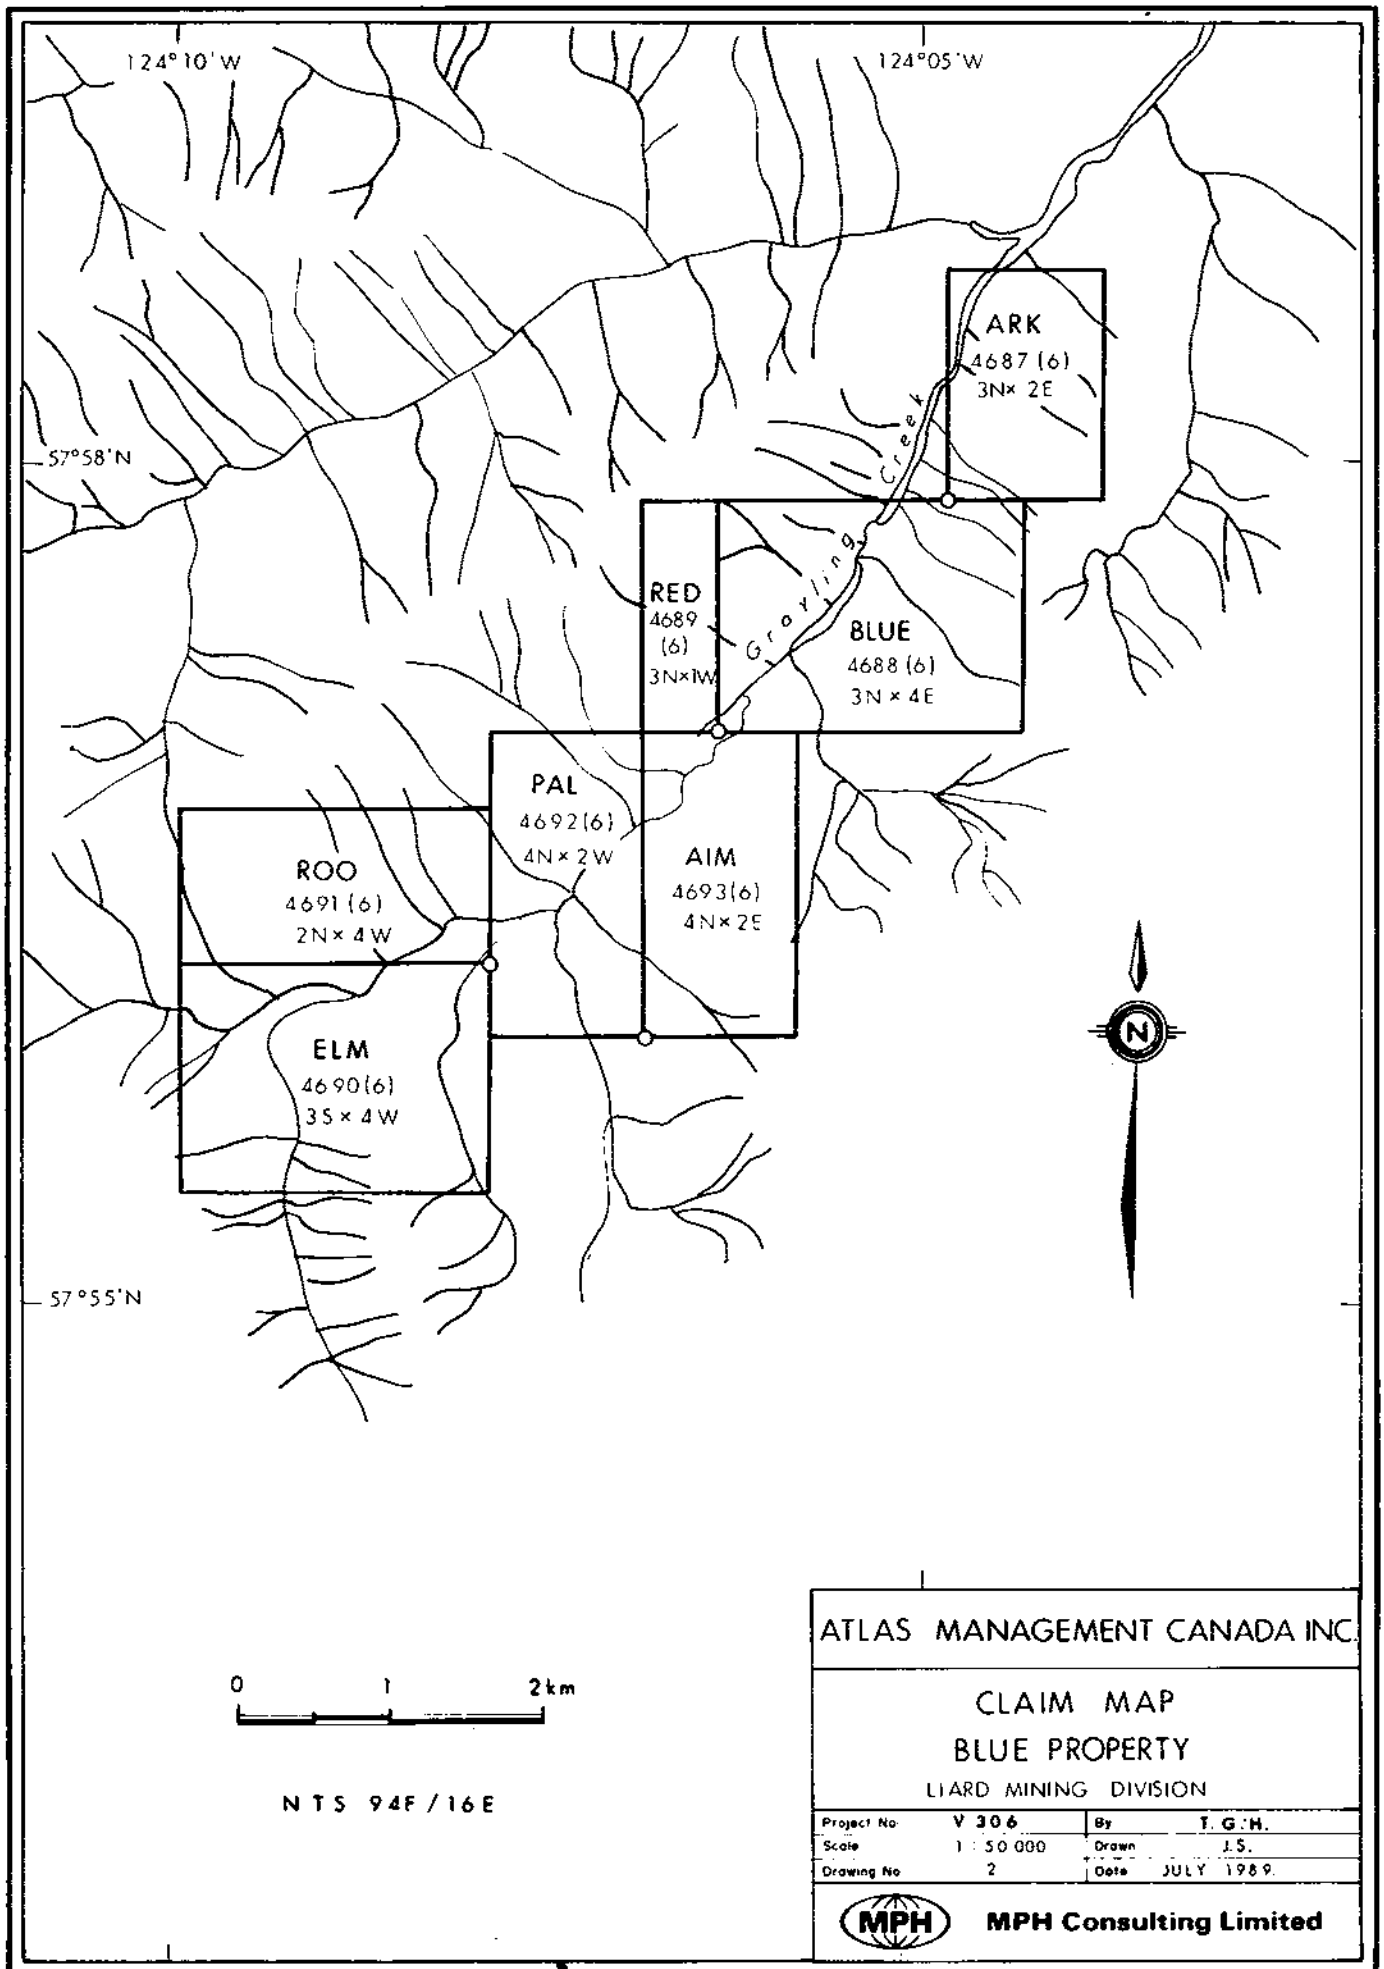 124°10'W
124°05'W
ARK
4687 (6)
3N× 2E
57°58'N
Grayling Creek
RED
4689
(6)
3N×1W
BLUE
4688 (6)
3N × 4E
PAL
4692(6)
4N × 2W
AIM
4693(6)
4N × 2E
ROO
4691 (6)
2N × 4W
ELM
4690(6)
3S × 4W
N
57°55'N
0 1 2km
NTS 94F/16E
ATLAS MANAGEMENT CANADA INC.
CLAIM MAP
BLUE PROPERTY
LIARD MINING DIVISION
Project No. V 306 By T.G.H.
Scale 1 : 50 000 Drawn J.S.
Drawing No 2 Date JULY 1989.
MPH MPH Consulting Limited